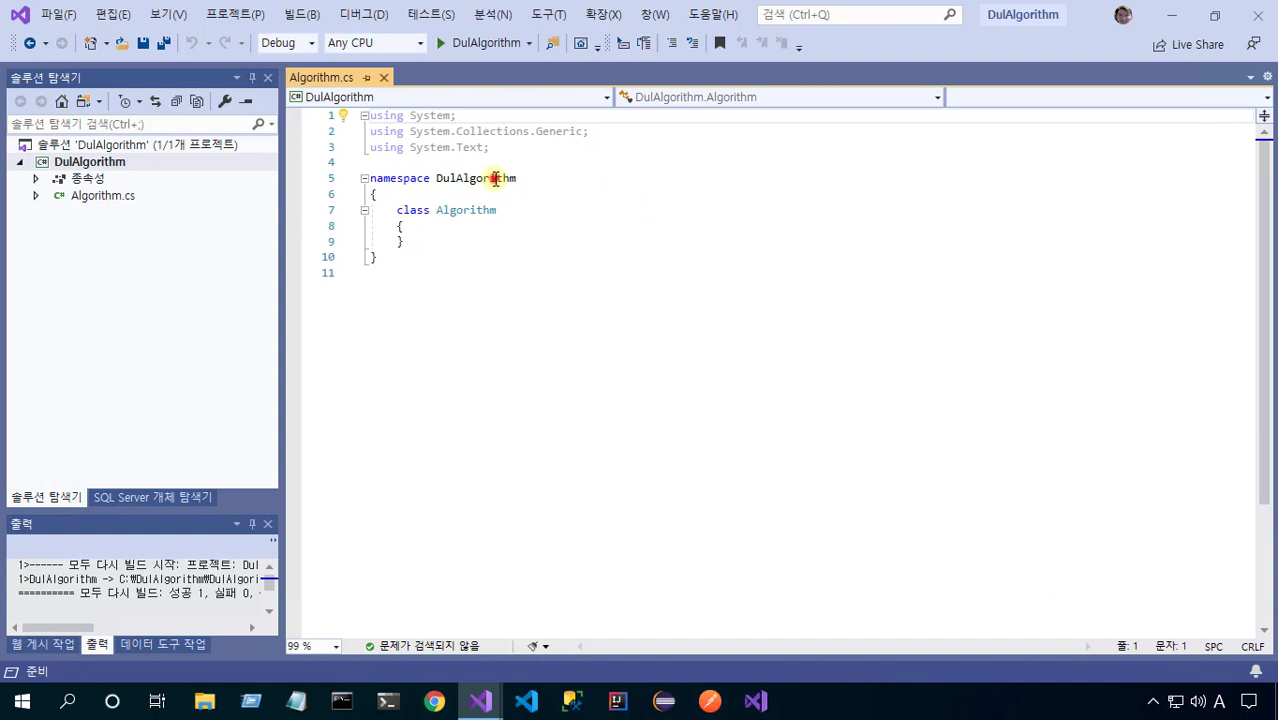 파일(F) 편집(E) 보기(V) 프로젝트(P) 빌드(B) 디버그(D) 테스트(S) 분석(N) 도구(T) 확장(X) 창(W) 도움말(H) 검색 (Ctrl+Q) DulAlgorithm
Debug Any CPU DulAlgorithm Live Share
솔루션 탐색기
솔루션 탐색기 검색(Ctrl+;)
솔루션 'DulAlgorithm' (1/1개 프로젝트)
DulAlgorithm
종속성
C# Algorithm.cs
솔루션 탐색기 SQL Server 개체 탐색기
출력
1>------ 모두 다시 빌드 시작: 프로젝트: Dul
1>DulAlgorithm -> C:\DulAlgorithm\DulAlgori
========== 모두 다시 빌드: 성공 1, 실패 0,
웹 게시 작업 출력 데이터 도구 작업
Algorithm.cs
C# DulAlgorithm DulAlgorithm.Algorithm
1 using System;
2 using System.Collections.Generic;
3 using System.Text;
4
5 namespace DulAlgorithm
6 {
7 class Algorithm
8 {
9 }
10 }
11
99 % 문제가 검색되지 않음 줄: 1 문자: 1 SPC CRLF
준비
A